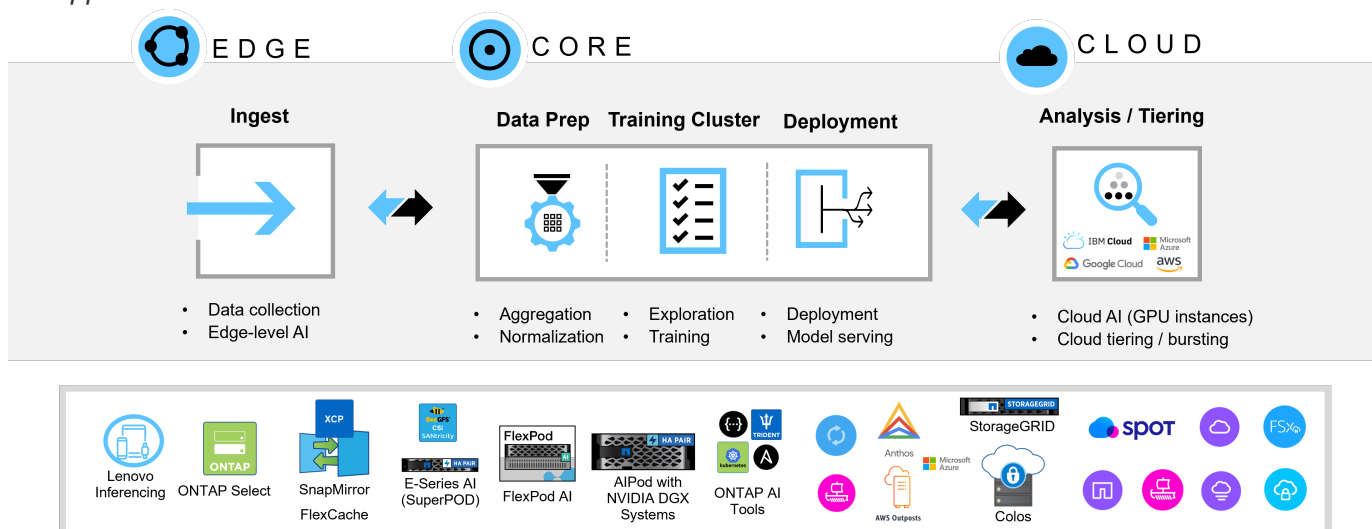 EDGE
CORE
CLOUD
Ingest
Data Prep
Training Cluster
Deployment
Analysis / Tiering
IBM Cloud
Microsoft
Azure
Google Cloud
aws
• Data collection
• Edge-level AI
• Aggregation
• Normalization
• Exploration
• Training
• Deployment
• Model serving
• Cloud AI (GPU instances)
• Cloud tiering / bursting
Lenovo
Inferencing
ONTAP
ONTAP Select
XCP
SnapMirror
FlexCache
BeeGFS
CSI
SANtricity
HA PAIR
E-Series AI
(SuperPOD)
FlexPod
AI
FlexPod AI
HA PAIR
AIPod with
NVIDIA DGX
Systems
TRIDENT
kubernetes
ONTAP AI
Tools
Anthos
Microsoft
Azure
AWS Outposts
STORAGEGRID
StorageGRID
Colos
spot
FSx